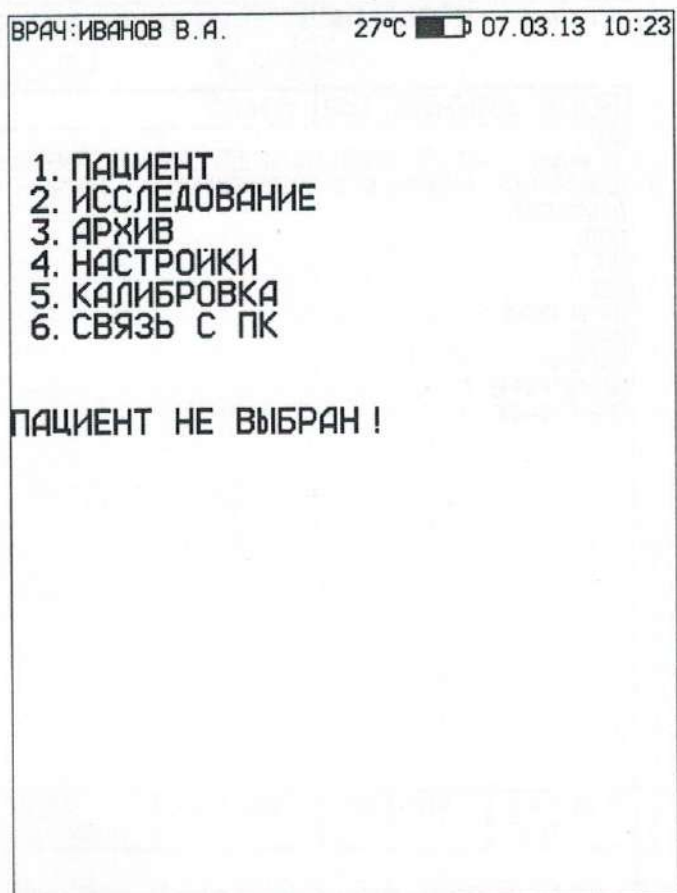 ВРАЧ:ИВАНОВ В.А. 27°C 07.03.13 10:23
1. ПАЦИЕНТ
2. ИССЛЕДОВАНИЕ
3. АРХИВ
4. НАСТРОЙКИ
5. КАЛИБРОВКА
6. СВЯЗЬ С ПК
ПАЦИЕНТ НЕ ВЫБРАН !